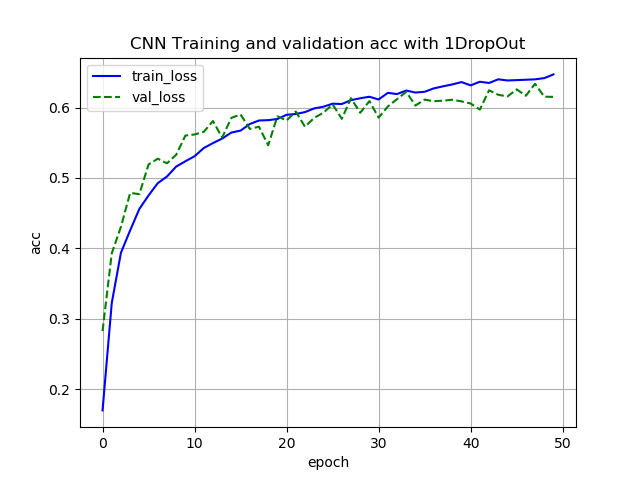 CNN Training and validation acc with 1DropOut
train_loss
val_loss
0.6
0.5
0.4
0.3
0.2
acc
0 10 20 30 40 50
epoch